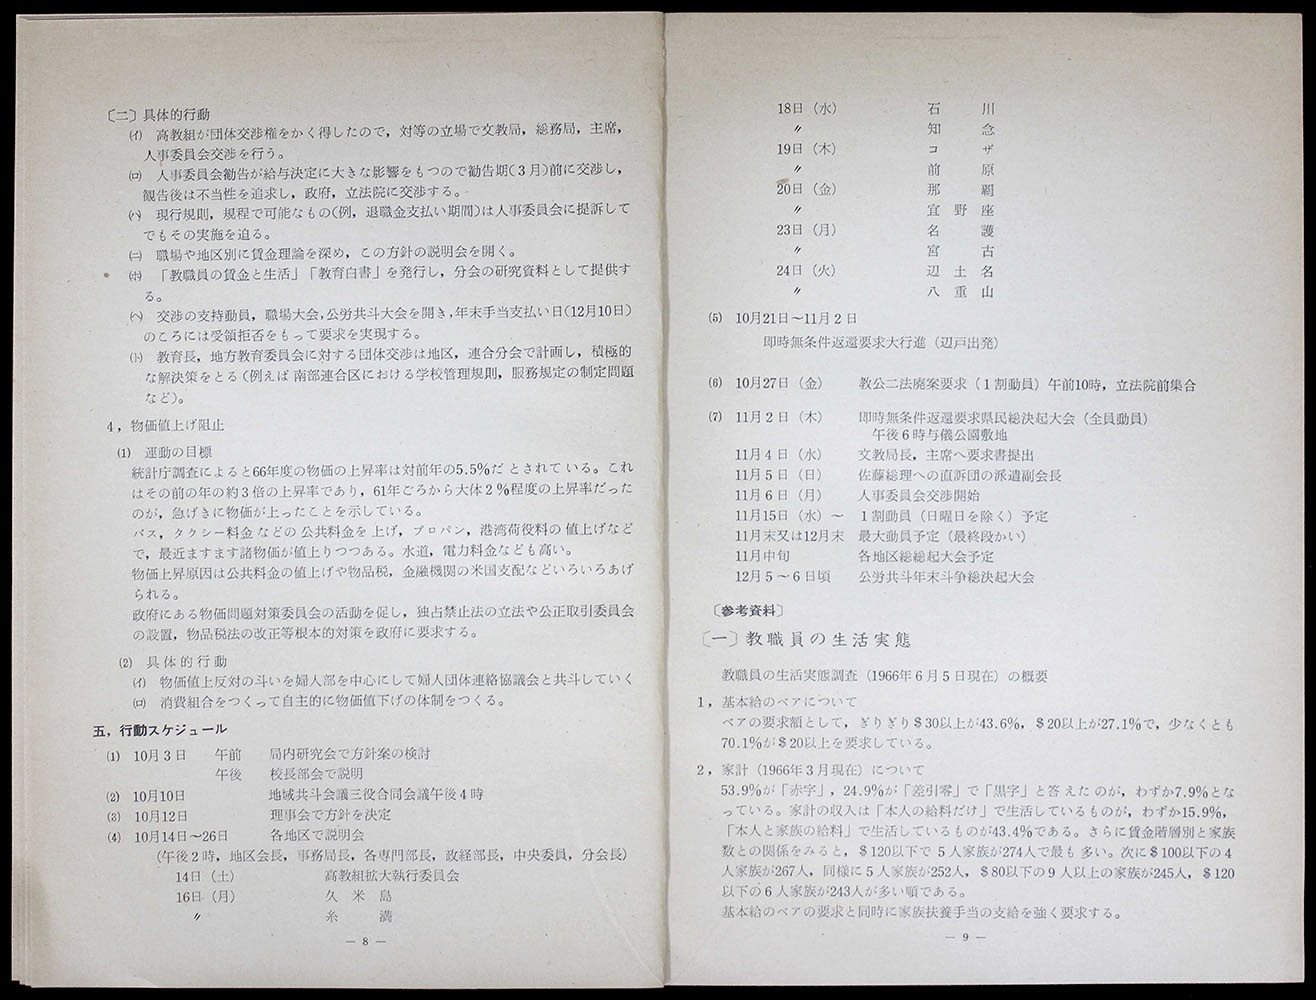 〔二〕具体的行動
(イ) 高教組が団体交渉権をかく得したので，対等の立場で文教局，総務局，主席，
人事委員会交渉を行う。
(ロ) 人事委員会勧告が給与決定に大きな影響をもつので勧告期(３月)前に交渉し，
観告後は不当性を追求し，政府，立法院に交渉する。
(ハ) 現行規則，規程で可能なもの(例，退職金支払い期間)は人事委員会に提訴して
でもその実施を迫る。
(ニ) 職場や地区別に賃金理論を深め，この方針の説明会を開く。
(ホ) 「教職員の賃金と生活」「教育白書」を発行し，分会の研究資料として提供す
る。
(ヘ) 交渉の支持動員，職場大会，公労共斗大会を開き，年末手当支払い日(12月10日)
のころには受領拒否をもって要求を実現する。
(ト) 教育長，地方教育委員会に対する団体交渉は地区，連合分会で計画し，積極的
な解決策をとる（例えば 南部連合区における学校管理規則，服務規定の制定問題
など)。
４，物価値上げ阻止
(1) 運動の目標
統計庁調査によると66年度の物価の上昇率は対前年の5.5%だ とされて いる。これ
はその前の年の約３倍の上昇率であり，61年ごろから大体２%程度の上昇率だった
のが，急げきに物価が上ったことを示している。
バス，タクシー料金 などの 公共料金を 上げ，プロパン，港湾荷役料の 値上げなど
で，最近ますます諸物価が値上りつつある。水道，電力料金なども高い。
物価上昇原因は公共料金の値上げや物品税，金融機関の米国支配などいろいろあげ
られる。
政府にある物価問題対策委員会の活動を促し，独占禁止法の立法や公正取引委員会
の設置，物品税法の改正等根本的対策を政府に要求する。
(2) 具体的行動
(イ) 物価値上反対の斗いを婦人部を中心にして婦人団体連絡協議会と共斗していく
(ロ) 消費組合をつくって自主的に物価値下げの体制をつくる。
五，行動スケジュール
(1) 10月３日 午前 局内研究会で方針案の検討
午後 校長部会で説明
(2) 10月10日 地域共斗会議三役合同会議午後４時
(3) 10月12日 理事会で方針を決定
(4) 10月14日〜26日 各地区で説明会
(午後２時，地区会長，事務局長，各専門部長，政経部長，中央委員，分会長)
14日（土） 高教組拡大執行委員会
16日（月） 久米島
〃 糸満
― 8 ―
18日（水） 石川
〃 知念
19日（木） コザ
〃 前原
20日（金） 那覇
〃 宜野座
23日（月） 名護
〃 宮古
24日（火） 辺土名
〃 八重山
(5) 10月21日〜11月２日
即時無条件返還要求大行進（辺戸出発）
(6) 10月27日（金） 教公二法廃案要求（１割動員）午前10時，立法院前集合
(7) 11月２日（木） 即時無条件返還要求県民総決起大会（全員動員）
午後６時与儀公園敷地
11月４日（水） 文教局長，主席へ要求書提出
11月５日（日） 佐藤総理への直訴団の派遣副会長
11月６日（月） 人事委員会交渉開始
11月15日（水）〜 １割動員（日曜日を除く）予定
11月末又は12月末 最大動員予定（最終段かい）
11月中旬 各地区総総起大会予定
12月５〜６日頃 公労共斗年末斗争総決起大会
〔参考資料〕
〔一〕教職員の生活実態
教職員の生活実態調査（1966年６月５日現在）の概要
１，基本給のベアについて
ベアの要求額として，ぎりぎり＄30以上が43.6%，＄20以上が27.1%で，少なくとも
70.1%が＄20以上を要求している。
２，家計（1966年３月現在）について
53.9%が「赤字」，24.9%が「差引零」で「黒字」と答えた のが，わずか7.9%とな
っている。家計の収入は「本人の給料だけ」で生活しているものが，わずか15.9%，
「本人と家族の給料」で生活しているものが43.4%である。さらに賃金階層別と家族
数との関係をみると，＄120以下で５人家族が274人で最も 多い。次に＄100以下の４
人家族が267人，同様に５人家族が252人，＄80以下の９人以上の家族が245人，＄120
以下の６人家族が243人が多い順である。
基本給のベアの要求と同時に家族扶養手当の支給を強く要求する。
― 9 ―